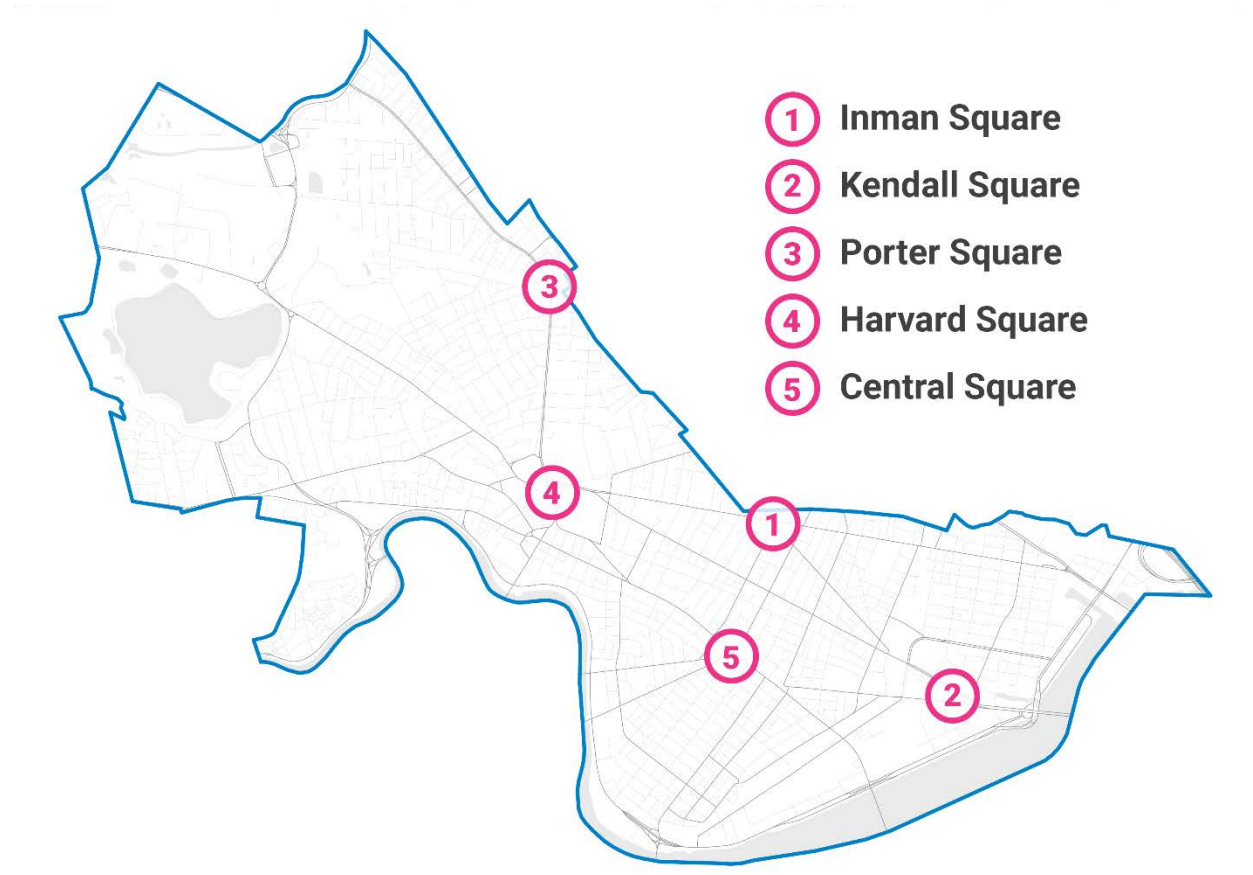 1 Inman Square
2 Kendall Square
3 Porter Square
4 Harvard Square
5 Central Square
3
4
1
5
2